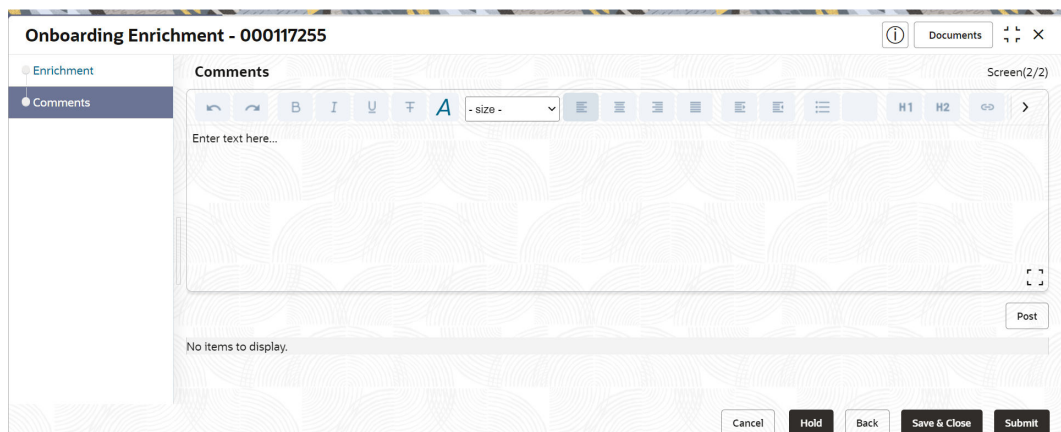 Onboarding Enrichment - 000117255
Documents
Enrichment
Comments
Comments
Screen(2/2)
B I U T A - size - H1 H2
Enter text here...
Post
No items to display.
Cancel Hold Back Save & Close Submit